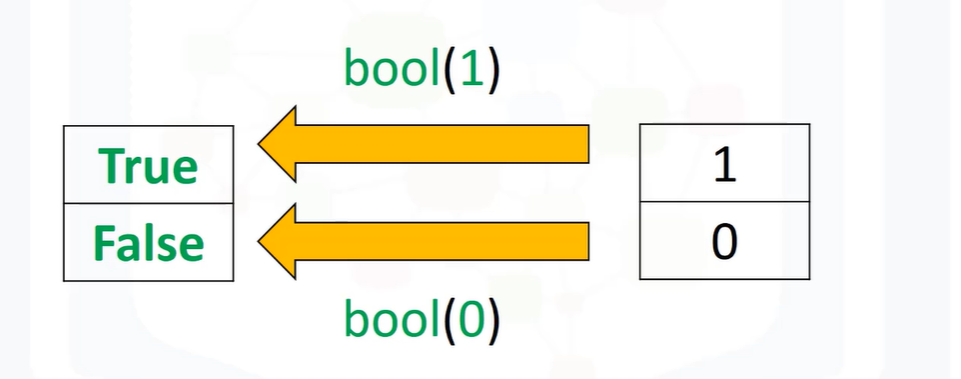 bool(1)
True
1
False
0
bool(0)